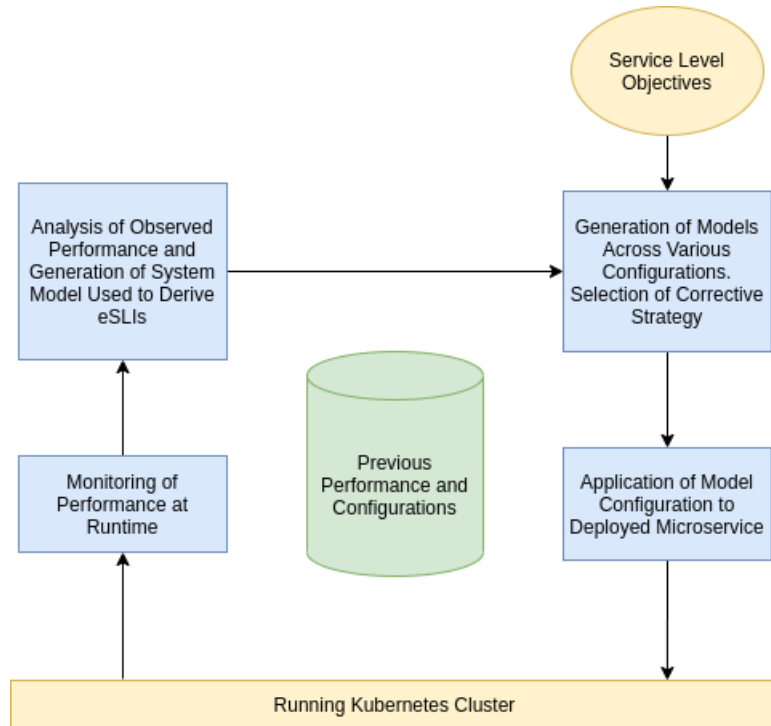 Service Level
Objectives
Analysis of Observed
Performance and
Generation of System
Model Used to Derive
eSLIs
Generation of Models
Across Various
Configurations.
Selection of Corrective
Strategy
Previous
Performance and
Configurations
Monitoring of
Performance at
Runtime
Application of Model
Configuration to
Deployed Microservice
Running Kubernetes Cluster